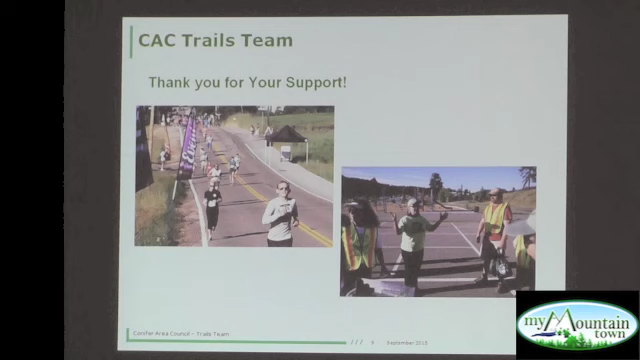 CAC Trails Team
Thank you for Your Support!
Conifer Area Council – Trails Team
/ / /
September 2015
my Mountain
town